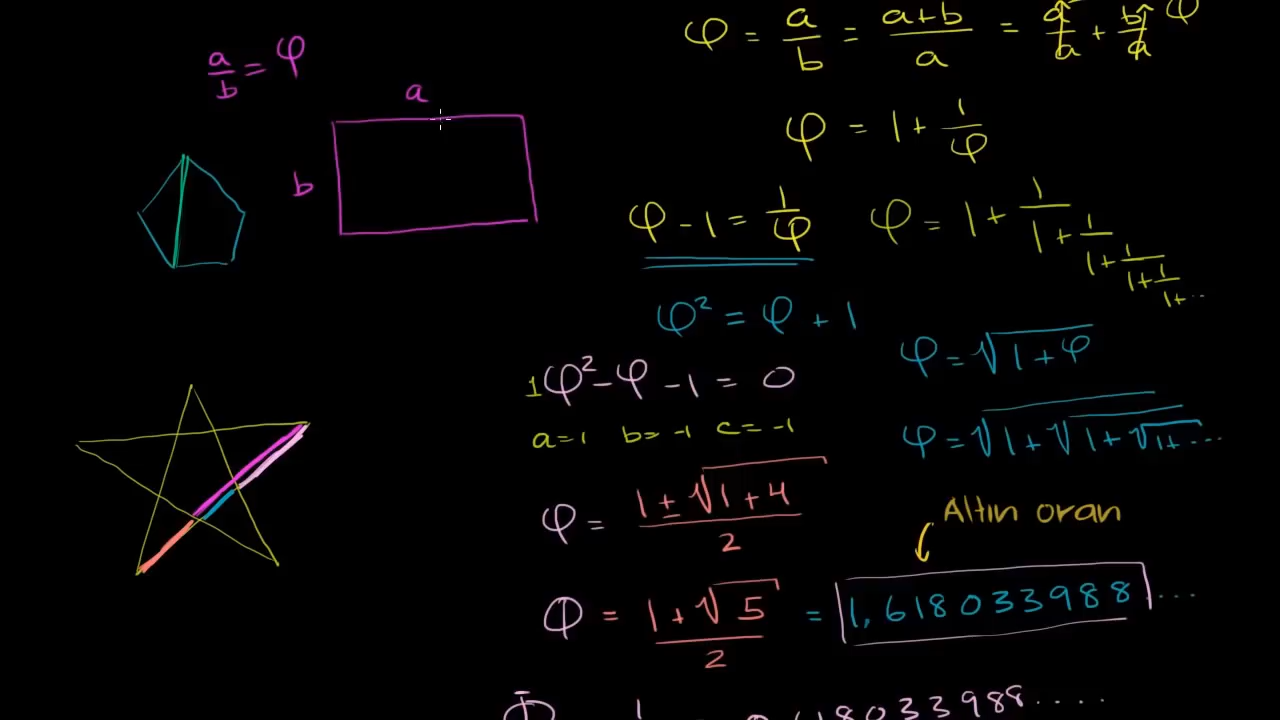 a/b = φ
a
b
φ = a/b = (a+b)/a = a/a + b/a φ
φ = 1 + 1/φ
φ - 1 = 1/φ
φ = 1 + 1/(1 + 1/(1 + 1/(1 + 1/(1 + ...
φ² = φ + 1
φ = √(1 + φ)
1φ² - φ - 1 = 0
a = 1 b = -1 c = -1
φ = √(1 + √(1 + √(1 + ...
φ = (1 ± √(1 + 4))/2
Altın oran
φ = (1 + √5)/2 = 1,618033988 ....